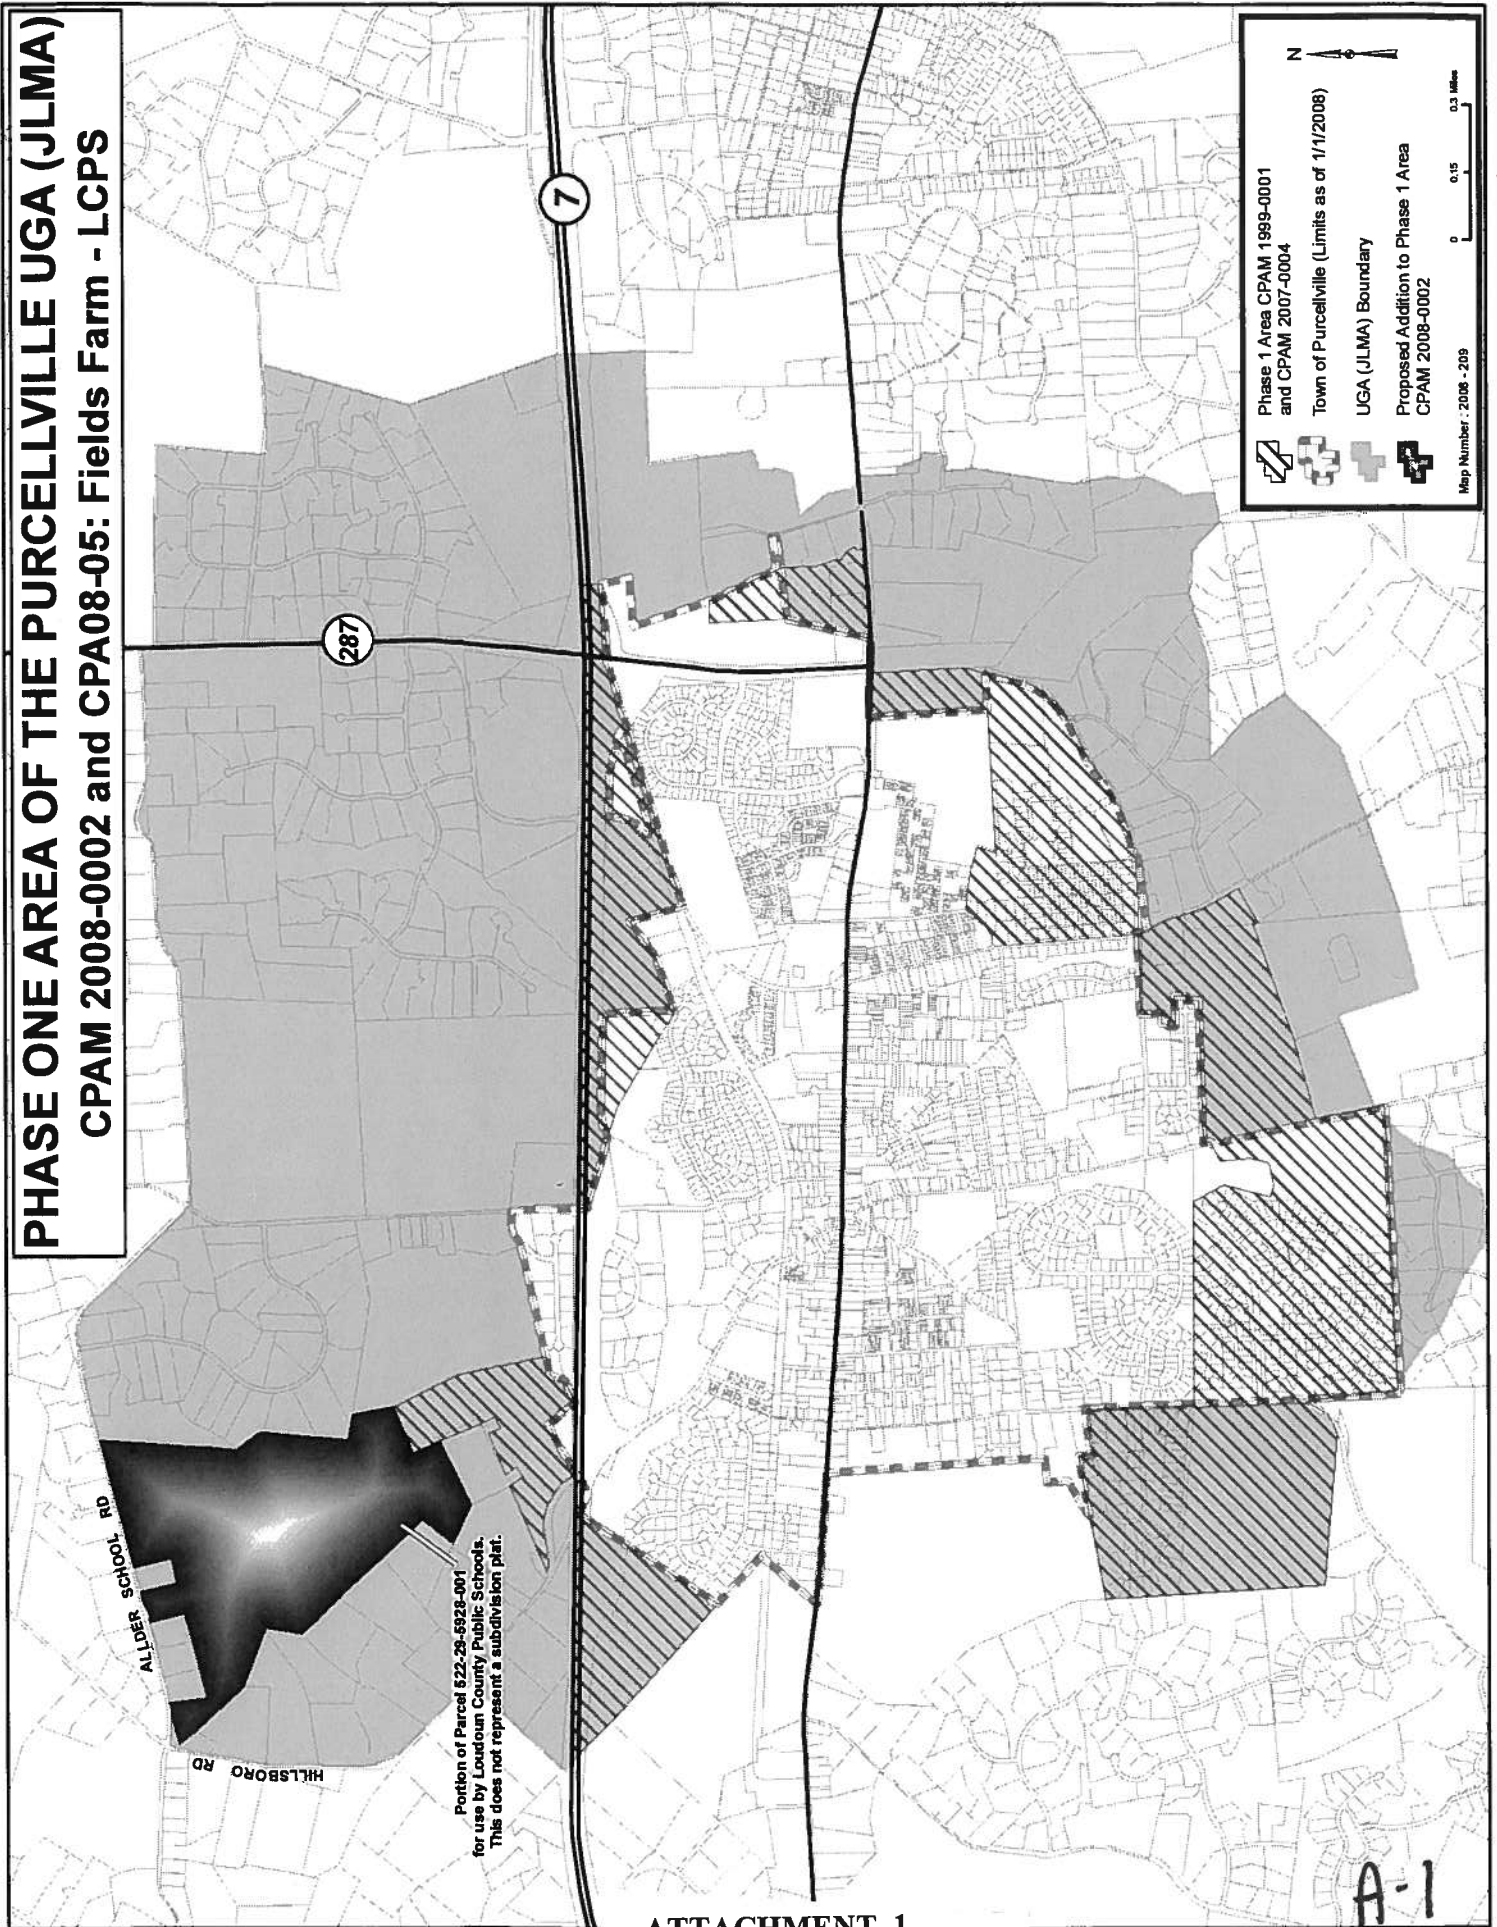 PHASE ONE AREA OF THE PURCELLVILLE UGA (JLMA)
CPAM 2008-0002 and CPA08-05: Fields Farm - LCPS
ALLDER SCHOOL RD
HILLSBORO RD
Portion of Parcel 522-29-5928-001
for use by Loudoun County Public Schools.
This does not represent a subdivision plat.
287
7
N
Phase 1 Area CPAM 1999-0001
and CPAM 2007-0004
Town of Purcellville (Limits as of 1/1/2008)
UGA (JLMA) Boundary
Proposed Addition to Phase 1 Area
CPAM 2008-0002
0 0.15 0.3 Miles
Map Number : 2008 - 209
A-1
ATTACHMENT 1